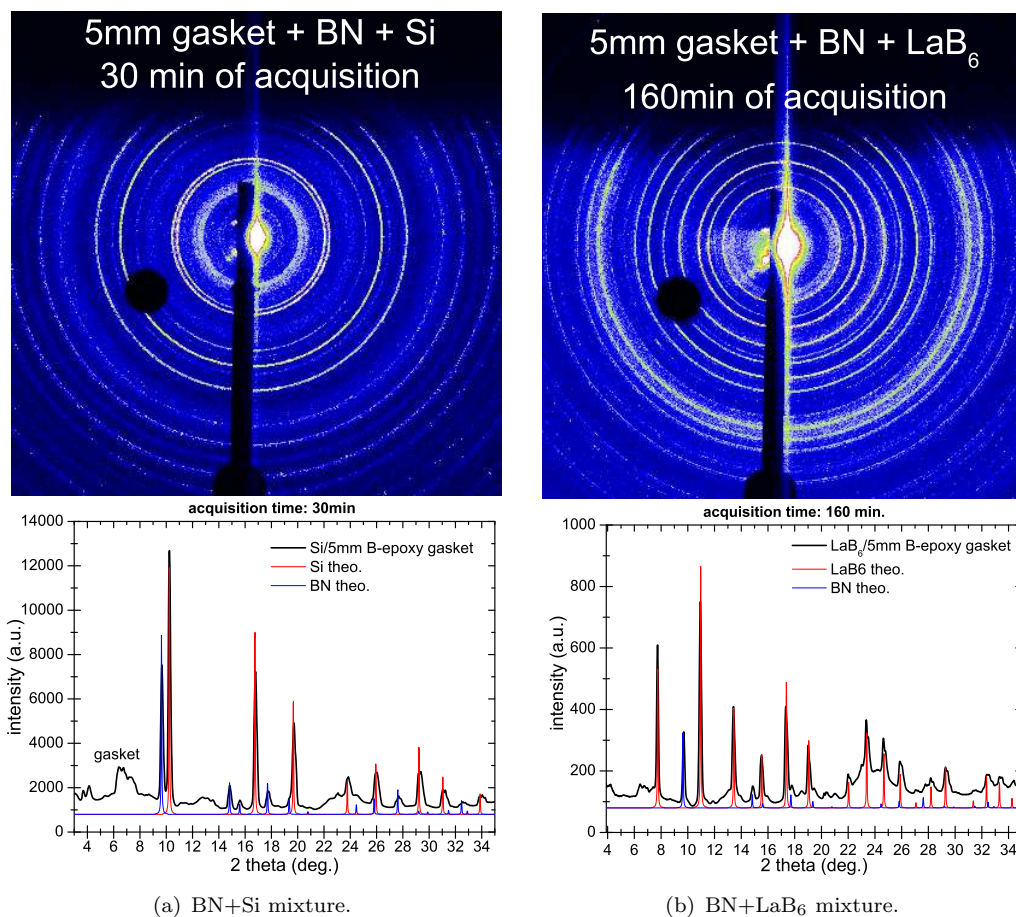 5mm gasket + BN + Si
30 min of acquisition
acquisition time: 30min
14000
12000
10000
8000
6000
4000
2000
0
intensity (a.u.)
Si/5mm B-epoxy gasket
Si theo.
BN theo.
gasket
4 6 8 10 12 14 16 18 20 22 24 26 28 30 32 34
2 theta (deg.)
(a) BN+Si mixture.
5mm gasket + BN + LaB₆
160min of acquisition
acquisition time: 160 min.
1000
800
600
400
200
0
intensity (a.u.)
LaB₆/5mm B-epoxy gasket
LaB6 theo.
BN theo.
4 6 8 10 12 14 16 18 20 22 24 26 28 30 32 34
2 theta (deg.)
(b) BN+LaB₆ mixture.